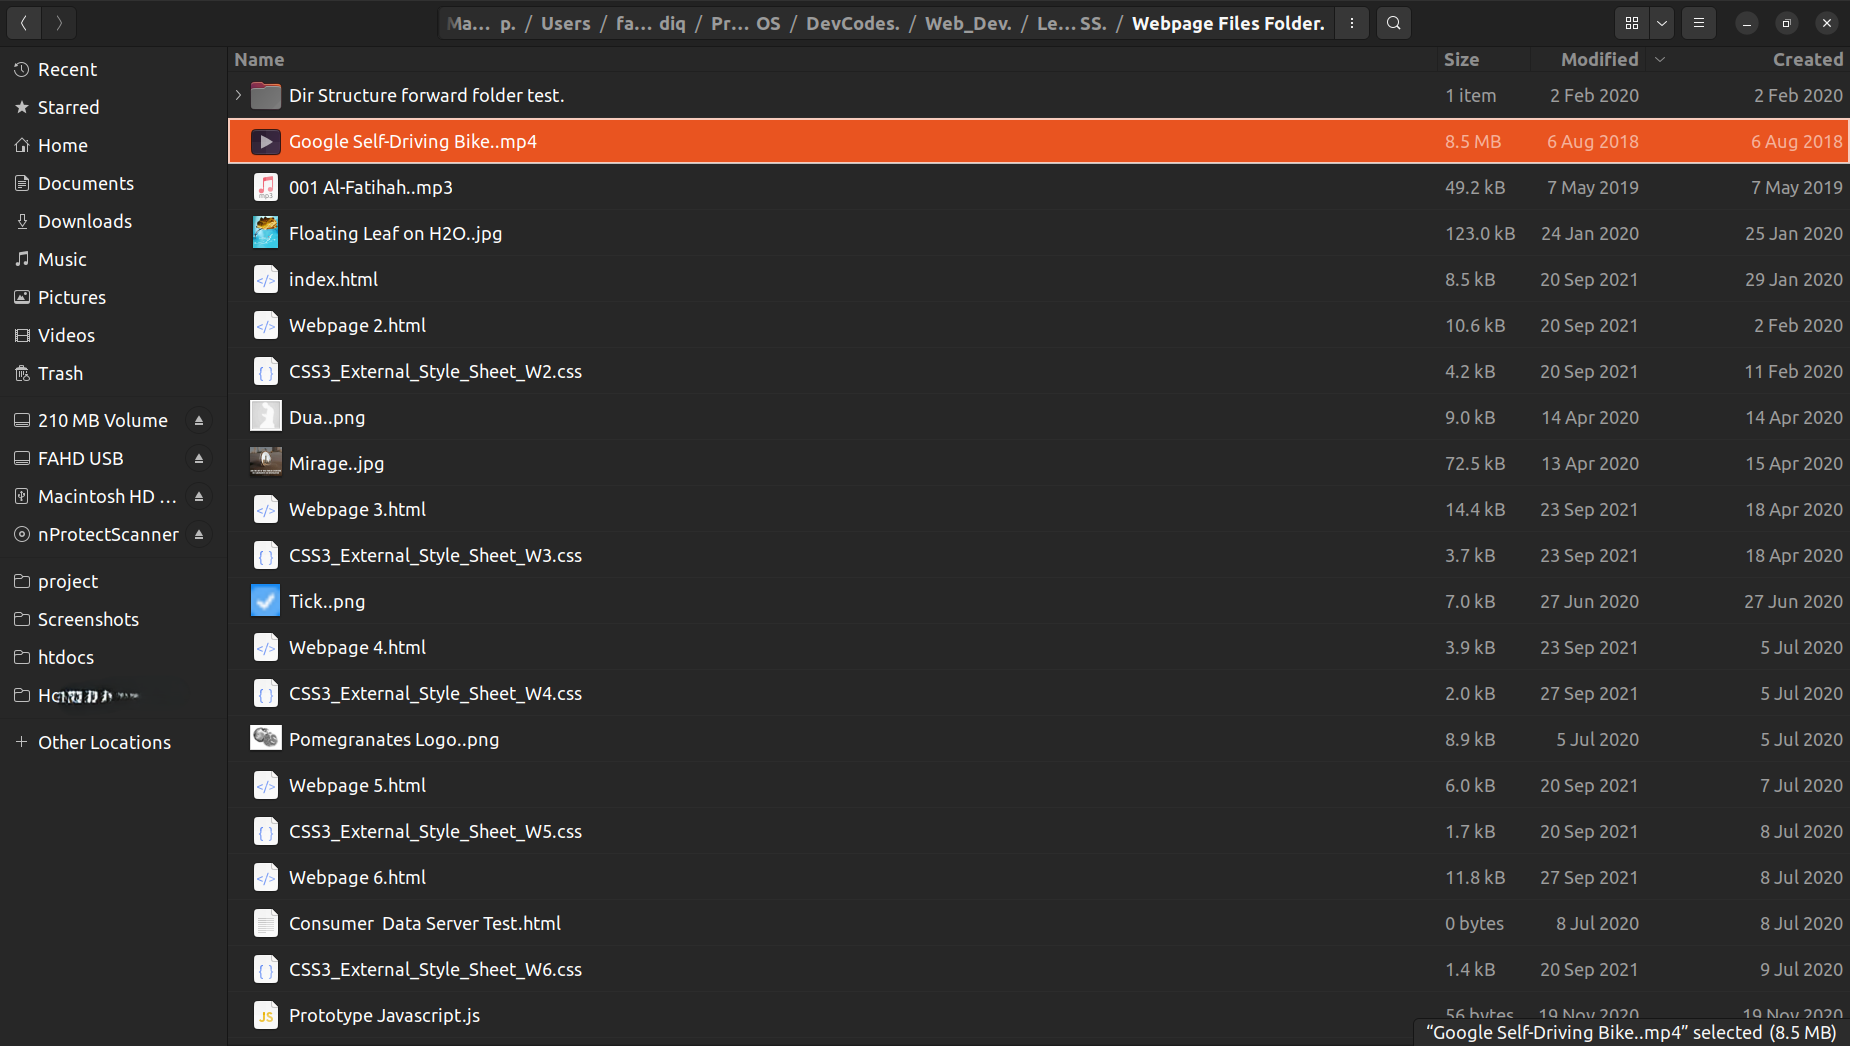 Ma... p. / Users / fa... diq / Pr... OS / DevCodes. / Web_Dev. / Le... SS. / Webpage Files Folder.
Recent
Starred
Home
Documents
Downloads
Music
Pictures
Videos
Trash
210 MB Volume
FAHD USB
Macintosh HD ...
nProtectScanner
project
Screenshots
htdocs
Other Locations
Name Size Modified Created
Dir Structure forward folder test. 1 item 2 Feb 2020 2 Feb 2020
Google Self-Driving Bike..mp4 8.5 MB 6 Aug 2018 6 Aug 2018
001 Al-Fatihah..mp3 49.2 kB 7 May 2019 7 May 2019
Floating Leaf on H2O..jpg 123.0 kB 24 Jan 2020 25 Jan 2020
index.html 8.5 kB 20 Sep 2021 29 Jan 2020
Webpage 2.html 10.6 kB 20 Sep 2021 2 Feb 2020
CSS3_External_Style_Sheet_W2.css 4.2 kB 20 Sep 2021 11 Feb 2020
Dua..png 9.0 kB 14 Apr 2020 14 Apr 2020
Mirage..jpg 72.5 kB 13 Apr 2020 15 Apr 2020
Webpage 3.html 14.4 kB 23 Sep 2021 18 Apr 2020
CSS3_External_Style_Sheet_W3.css 3.7 kB 23 Sep 2021 18 Apr 2020
Tick..png 7.0 kB 27 Jun 2020 27 Jun 2020
Webpage 4.html 3.9 kB 23 Sep 2021 5 Jul 2020
CSS3_External_Style_Sheet_W4.css 2.0 kB 27 Sep 2021 5 Jul 2020
Pomegranates Logo..png 8.9 kB 5 Jul 2020 5 Jul 2020
Webpage 5.html 6.0 kB 20 Sep 2021 7 Jul 2020
CSS3_External_Style_Sheet_W5.css 1.7 kB 20 Sep 2021 8 Jul 2020
Webpage 6.html 11.8 kB 27 Sep 2021 8 Jul 2020
Consumer  Data Server Test.html 0 bytes 8 Jul 2020 8 Jul 2020
CSS3_External_Style_Sheet_W6.css 1.4 kB 20 Sep 2021 9 Jul 2020
Prototype Javascript.js 56 bytes 19 Nov 2020 19 Nov 2020
“Google Self-Driving Bike..mp4” selected (8.5 MB)